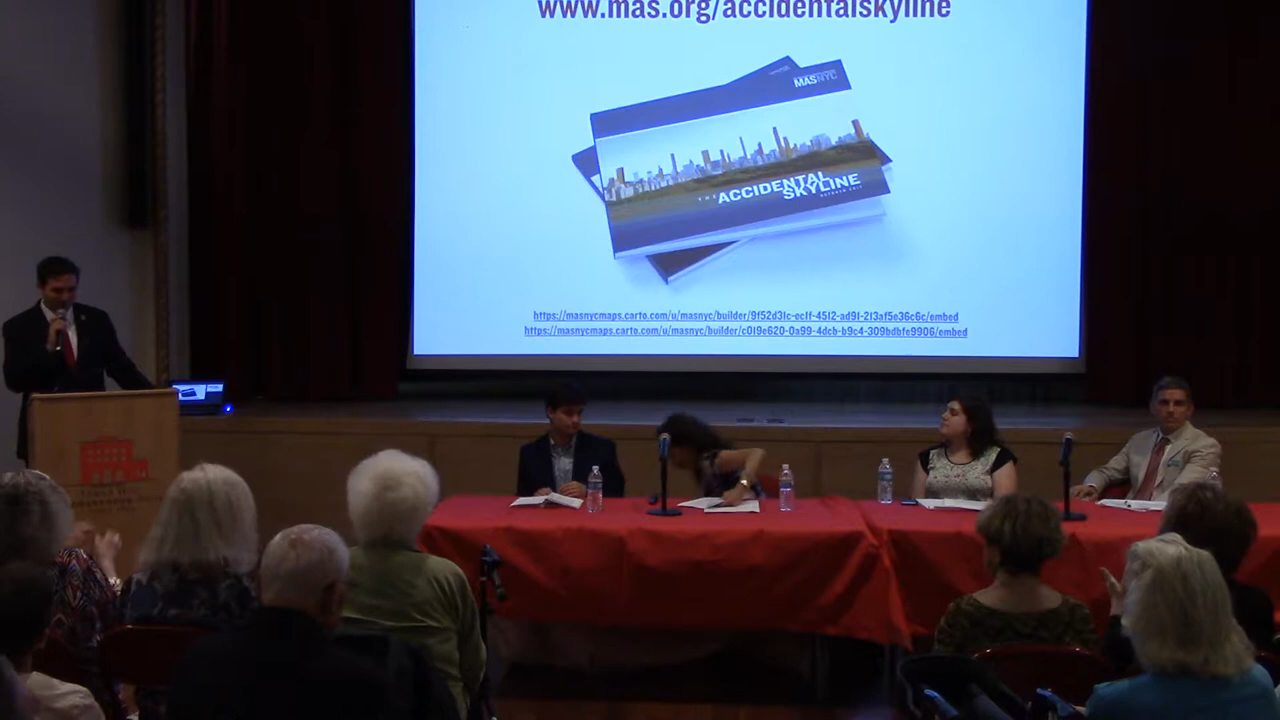 www.mas.org/accidentalskyline
MASNYC
THE ACCIDENTAL
SKYLINE
https://masnycmaps.carto.com/u/masnyc/builder/9f52d31c-ec1f-4512-ad91-213af5e36c6c/embed
https://masnycmaps.carto.com/u/masnyc/builder/c019e620-0a99-4dcb-b9c4-309bdbfe9906/embed